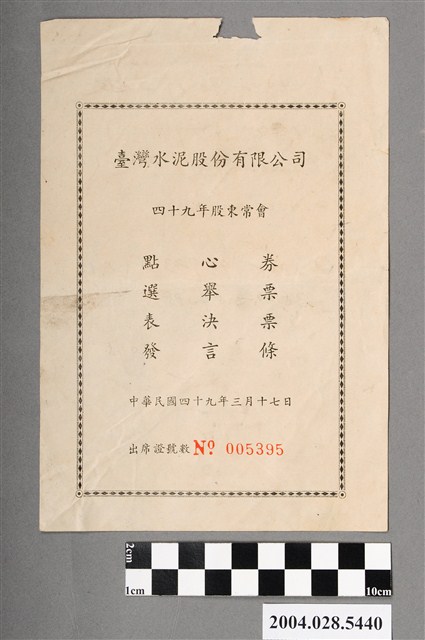 臺灣水泥股份有限公司
四十九年股東常會
點心券
選舉票
表決票
發言條
中華民國四十九年三月十七日
出席證號數 No 005395
2cm
1cm
10cm
2004.028.5440